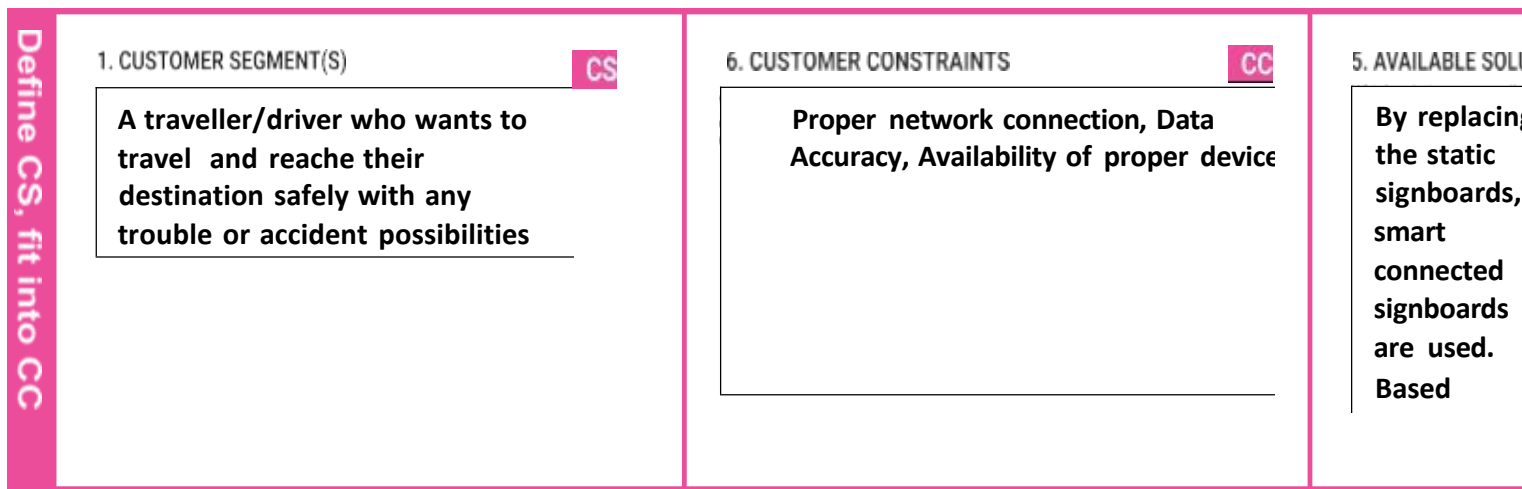 Define CS, fit into CC
1. CUSTOMER SEGMENT(S)
CS
A traveller/driver who wants to
travel and reache their
destination safely with any
trouble or accident possibilities
6. CUSTOMER CONSTRAINTS
CC
Proper network connection, Data
Accuracy, Availability of proper device
5. AVAILABLE
By
the static
signboards,
smart
connected
signboards
are used.
Based